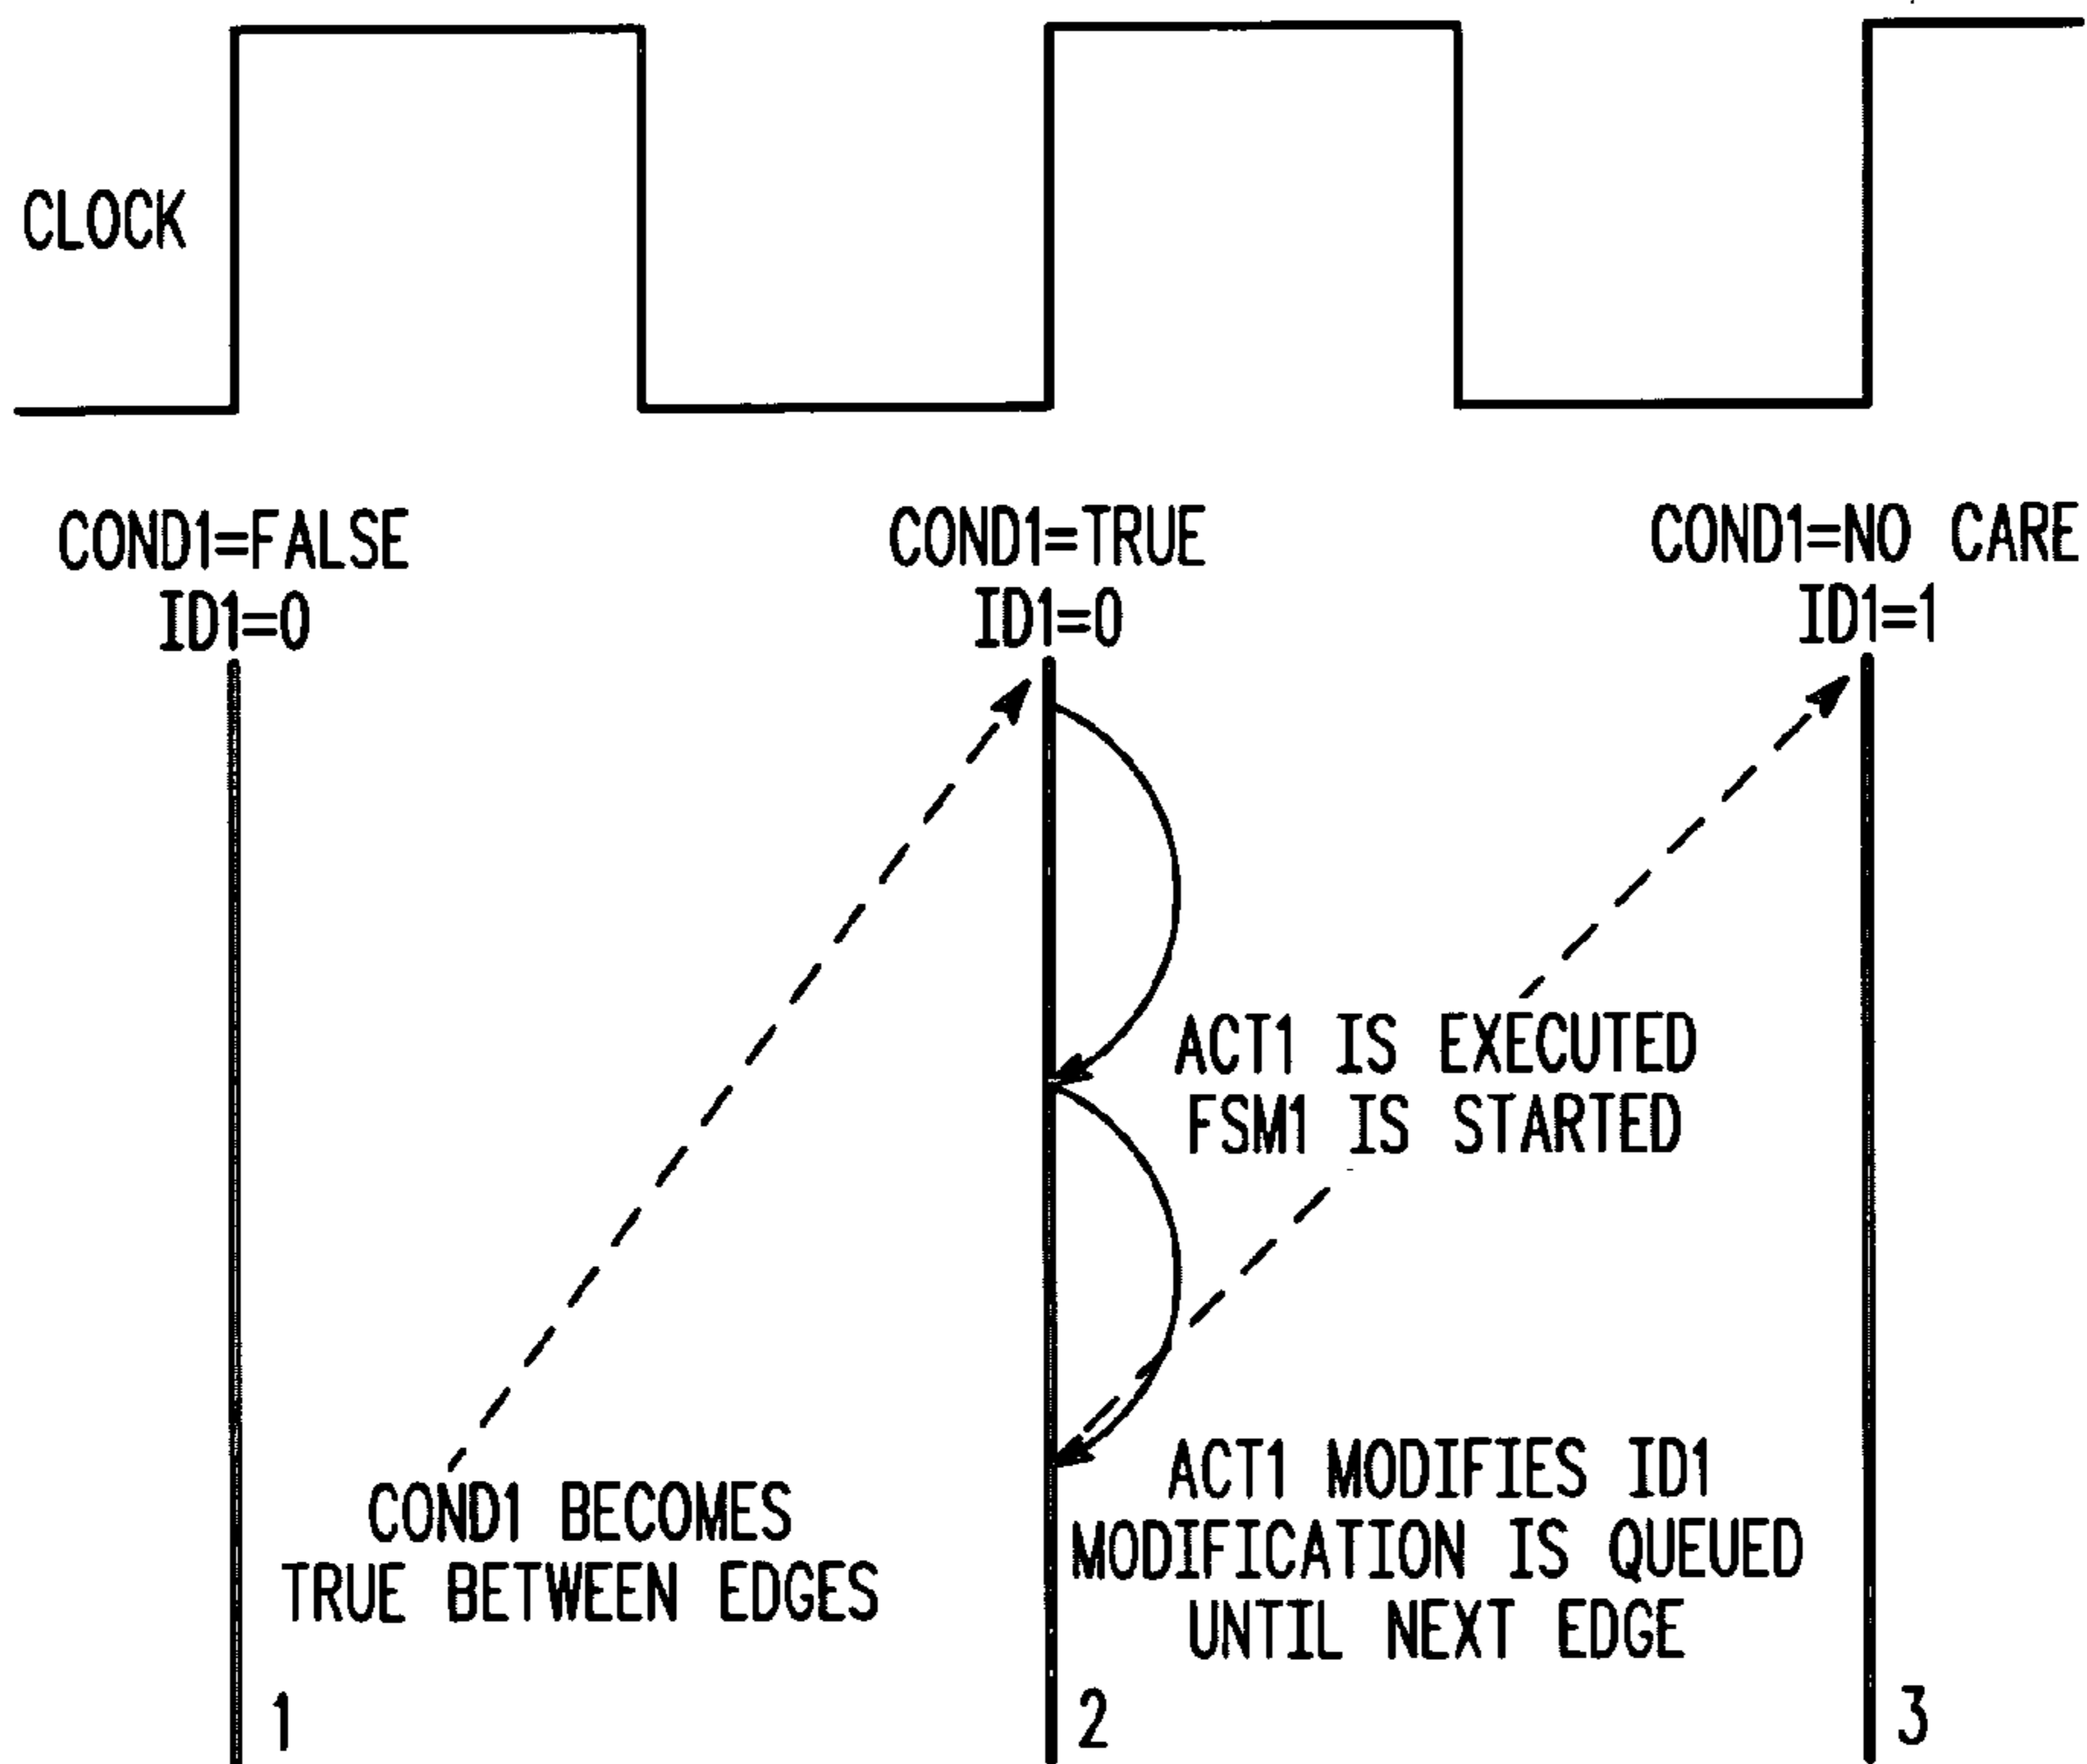 CLOCK
COND1=FALSE
ID1=0
COND1=TRUE
ID1=0
COND1=NO CARE
ID1=1
ACT1 IS EXECUTED
FSM1 IS STARTED
COND1 BECOMES
TRUE BETWEEN EDGES
ACT1 MODIFIES ID1
MODIFICATION IS QUEUED
UNTIL NEXT EDGE
1
2
3